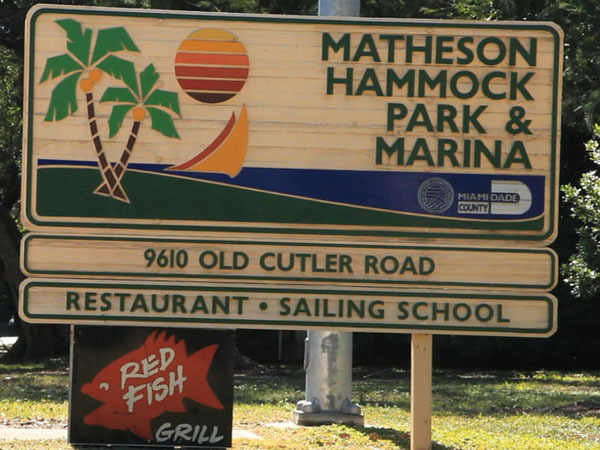 MATHESON
HAMMOCK
PARK &
MARINA
MIAMI-DADE
COUNTY
9610 OLD CUTLER ROAD
RESTAURANT • SAILING SCHOOL
RED
FISH
GRILL